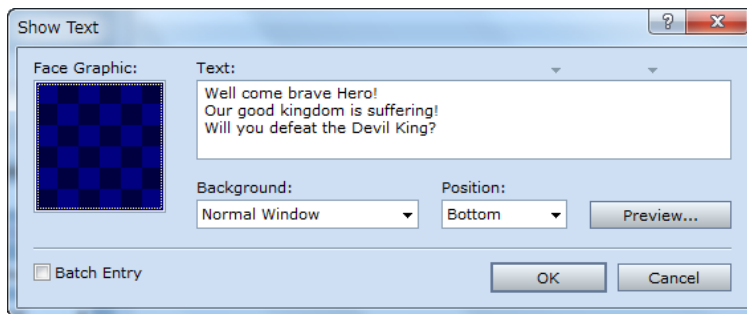 Show Text
Face Graphic:
Text:
Well come brave Hero!
Our good kingdom is suffering!
Will you defeat the Devil King?
Background:
Position:
Normal Window
Bottom
Preview...
Batch Entry
OK
Cancel